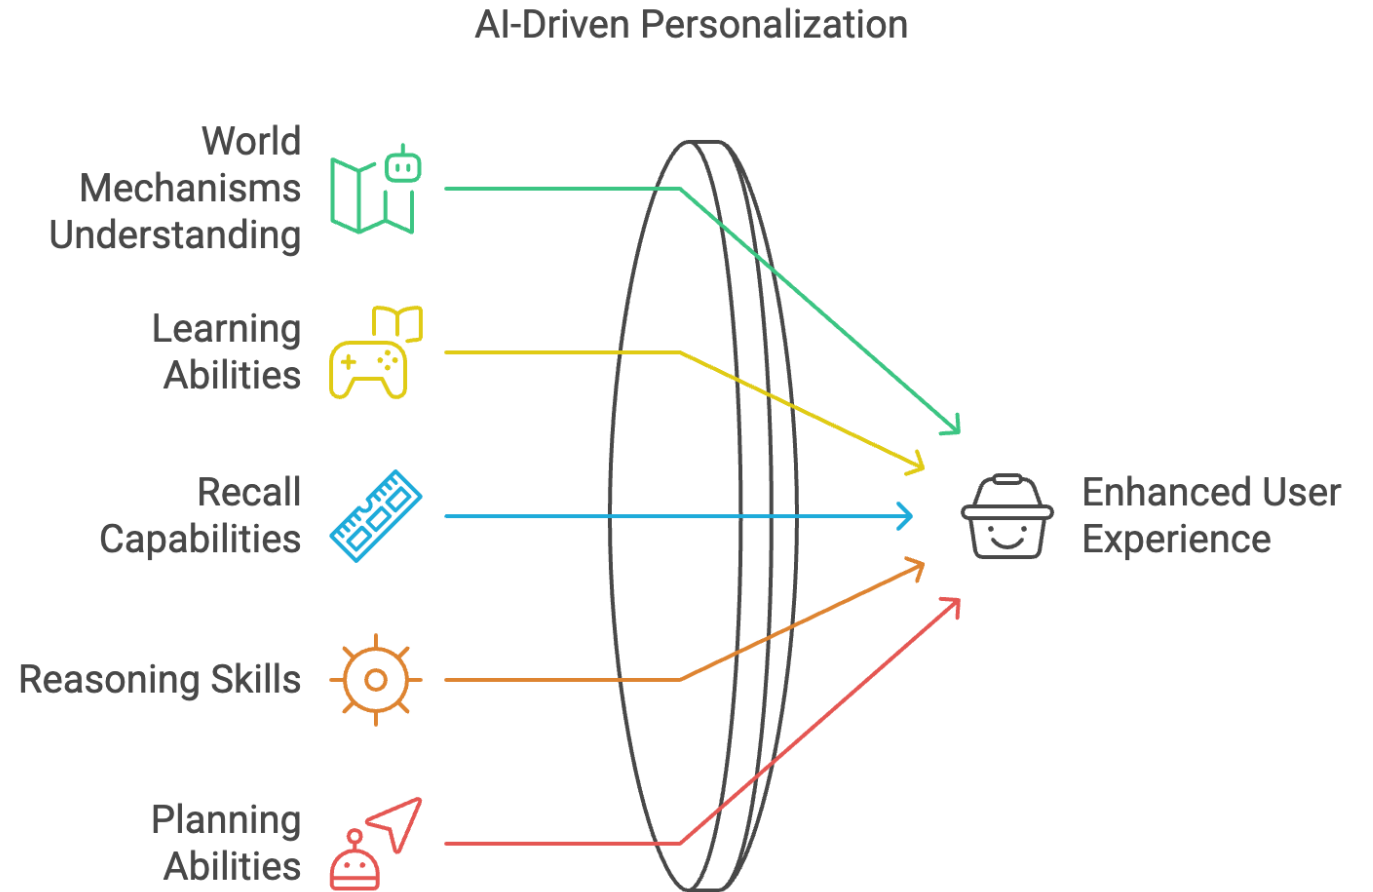 AI-Driven Personalization
World
Mechanisms
Understanding
Learning
Abilities
Recall
Capabilities
Reasoning Skills
Planning
Abilities
Enhanced User
Experience